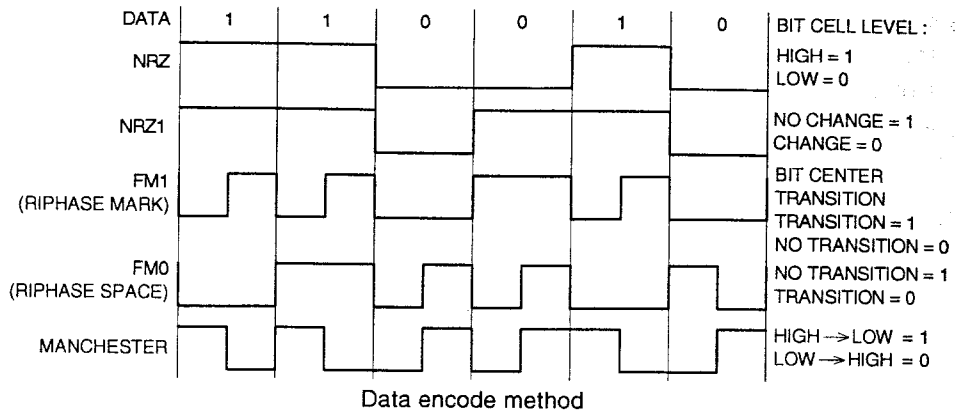 DATA 1 1 0 0 1 0 BIT CELL LEVEL :
NRZ HIGH = 1
LOW = 0
NRZ1 NO CHANGE = 1
CHANGE = 0
FM1 BIT CENTER
(RIPHASE MARK) TRANSITION
TRANSITION = 1
NO TRANSITION = 0
FM0 NO TRANSITION = 1
(RIPHASE SPACE) TRANSITION = 0
MANCHESTER HIGH → LOW = 1
LOW → HIGH = 0
Data encode method